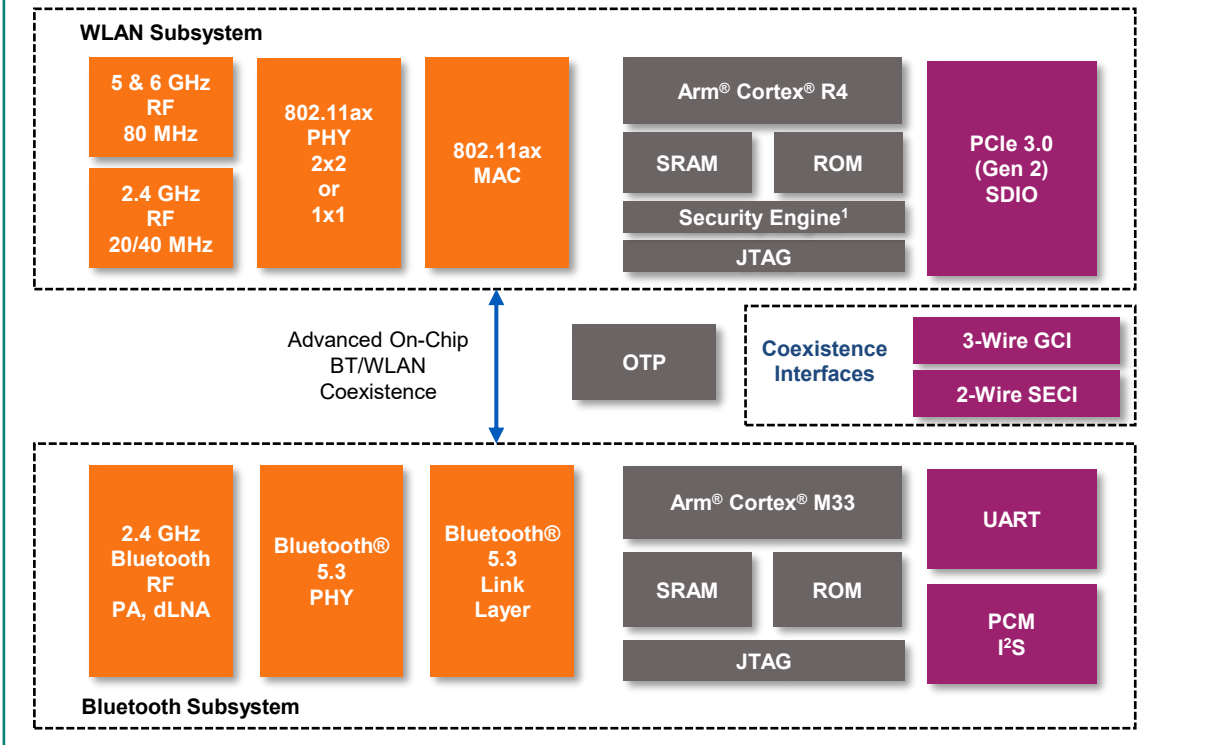 WLAN Subsystem
5 & 6 GHz
RF
80 MHz
2.4 GHz
RF
20/40 MHz
802.11ax
PHY
2x2
or
1x1
802.11ax
MAC
Arm® Cortex® R4
SRAM
ROM
Security Engine¹
JTAG
PCIe 3.0
(Gen 2)
SDIO
Advanced On-Chip
BT/WLAN
Coexistence
OTP
Coexistence
Interfaces
3-Wire GCI
2-Wire SECI
2.4 GHz
Bluetooth
RF
PA, dLNA
Bluetooth®
5.3
PHY
Bluetooth®
5.3
Link
Layer
Arm® Cortex® M33
SRAM
ROM
JTAG
UART
PCM
I²S
Bluetooth Subsystem